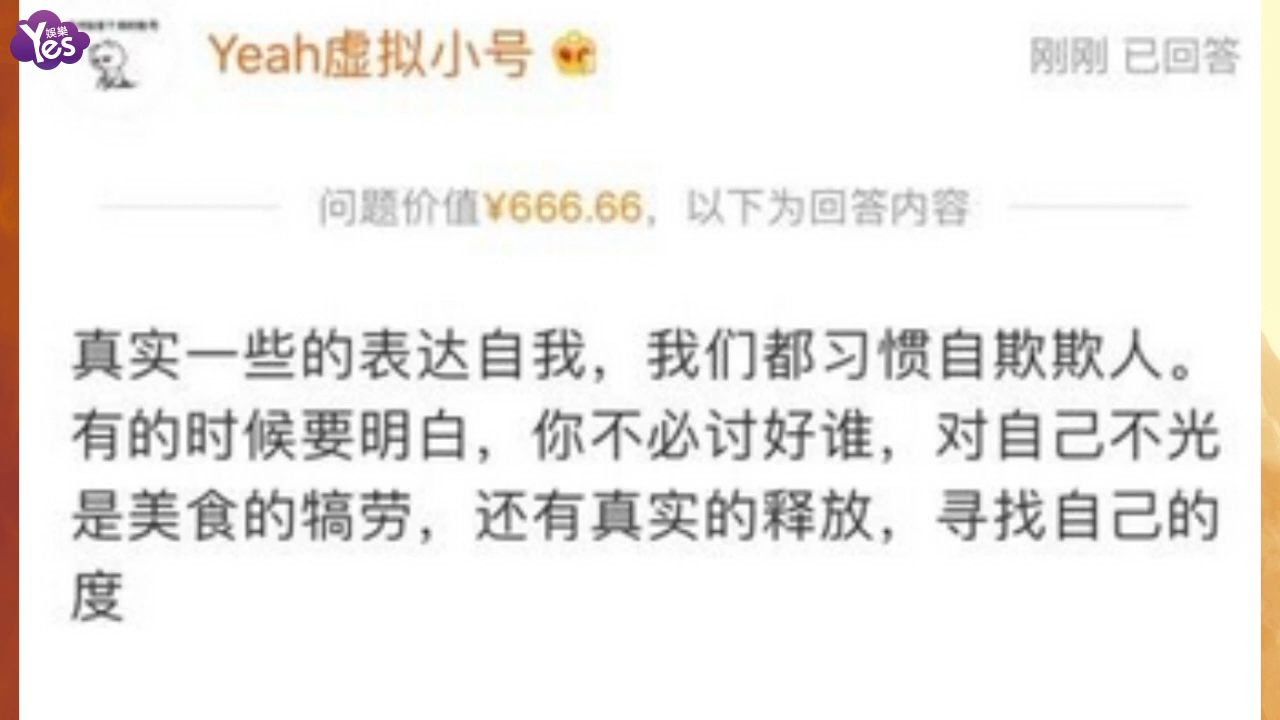 Yes 娱樂
Yeah虚拟小号
刚刚 已回答
问题价值¥666.66，以下为回答内容
真实一些的表达自我，我们都习惯自欺欺人。
有的时候要明白，你不必讨好谁，对自己不光
是美食的犒劳，还有真实的释放，寻找自己的
度